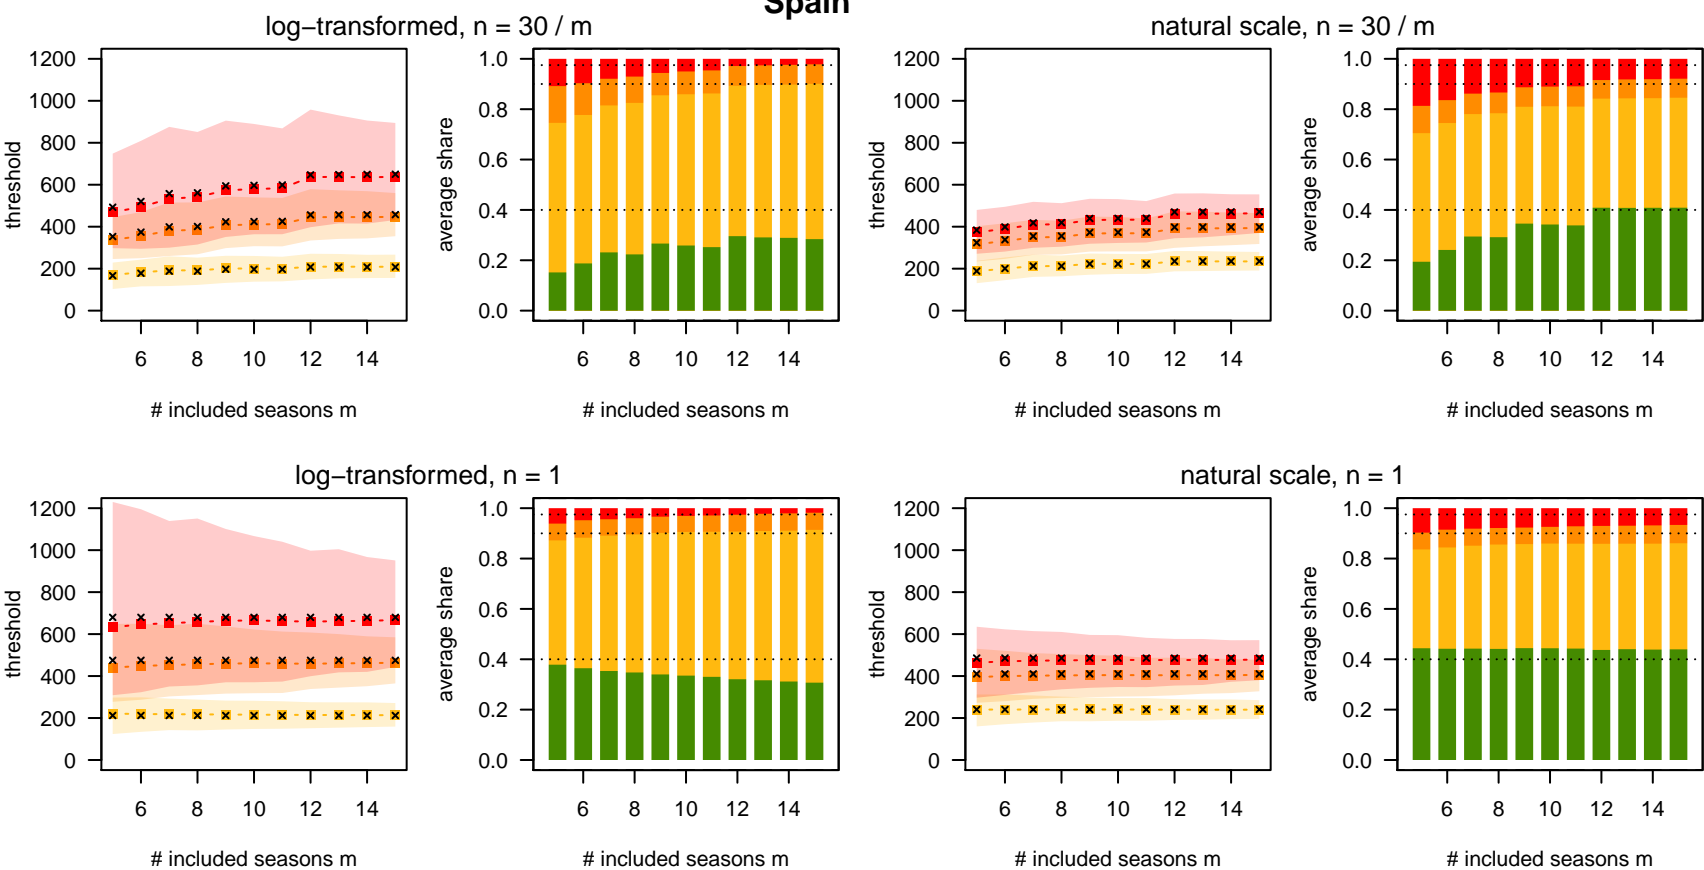 Spain
log−transformed, n = 30 / m
natural scale, n = 30 / m
threshold
0 200 400 600 800 1000 1200
6 8 10 12 14
# included seasons m
average share
0.0 0.2 0.4 0.6 0.8 1.0
6 8 10 12 14
# included seasons m
threshold
0 200 400 600 800 1000 1200
6 8 10 12 14
# included seasons m
average share
0.0 0.2 0.4 0.6 0.8 1.0
6 8 10 12 14
# included seasons m
log−transformed, n = 1
natural scale, n = 1
threshold
0 200 400 600 800 1000 1200
6 8 10 12 14
# included seasons m
average share
0.0 0.2 0.4 0.6 0.8 1.0
6 8 10 12 14
# included seasons m
threshold
0 200 400 600 800 1000 1200
6 8 10 12 14
# included seasons m
average share
0.0 0.2 0.4 0.6 0.8 1.0
6 8 10 12 14
# included seasons m